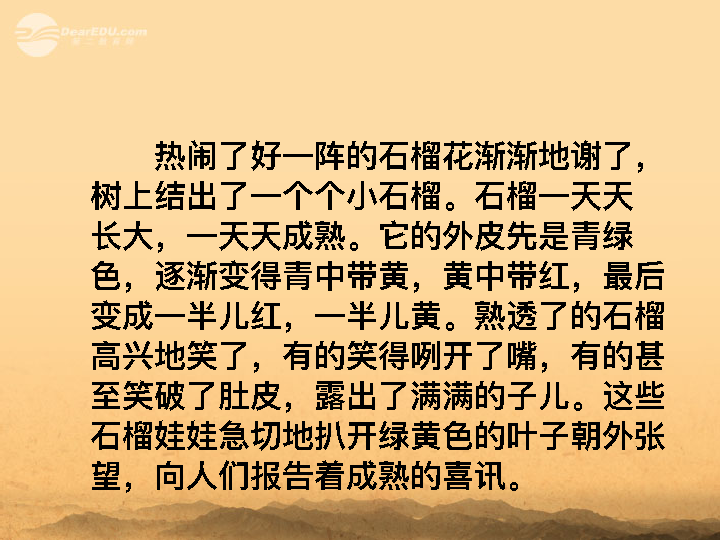 DearEDU.com
热闹了好一阵的石榴花渐渐地谢了，
树上结出了一个个小石榴。石榴一天天
长大，一天天成熟。它的外皮先是青绿
色，逐渐变得青中带黄，黄中带红，最后
变成一半儿红，一半儿黄。熟透了的石榴
高兴地笑了，有的笑得咧开了嘴，有的甚
至笑破了肚皮，露出了满满的子儿。这些
石榴娃娃急切地扒开绿黄色的叶子朝外张
望，向人们报告着成熟的喜讯。